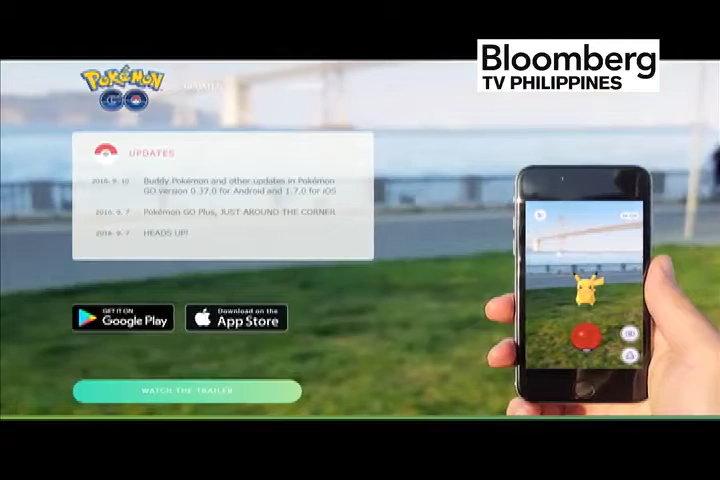 Bloomberg
TV PHILIPPINES
POKÉMON
GO
UPDATES
2016. 9. 10 Buddy Pokémon and other updates in Pokémon
GO version 0.37.0 for Android and 1.7.0 for iOS
2016. 9. 7 Pokémon GO Plus, JUST AROUND THE CORNER
2016. 9. 7 HEADS UP!
GET IT ON
Google Play
Download on the
App Store
WATCH THE TRAILER